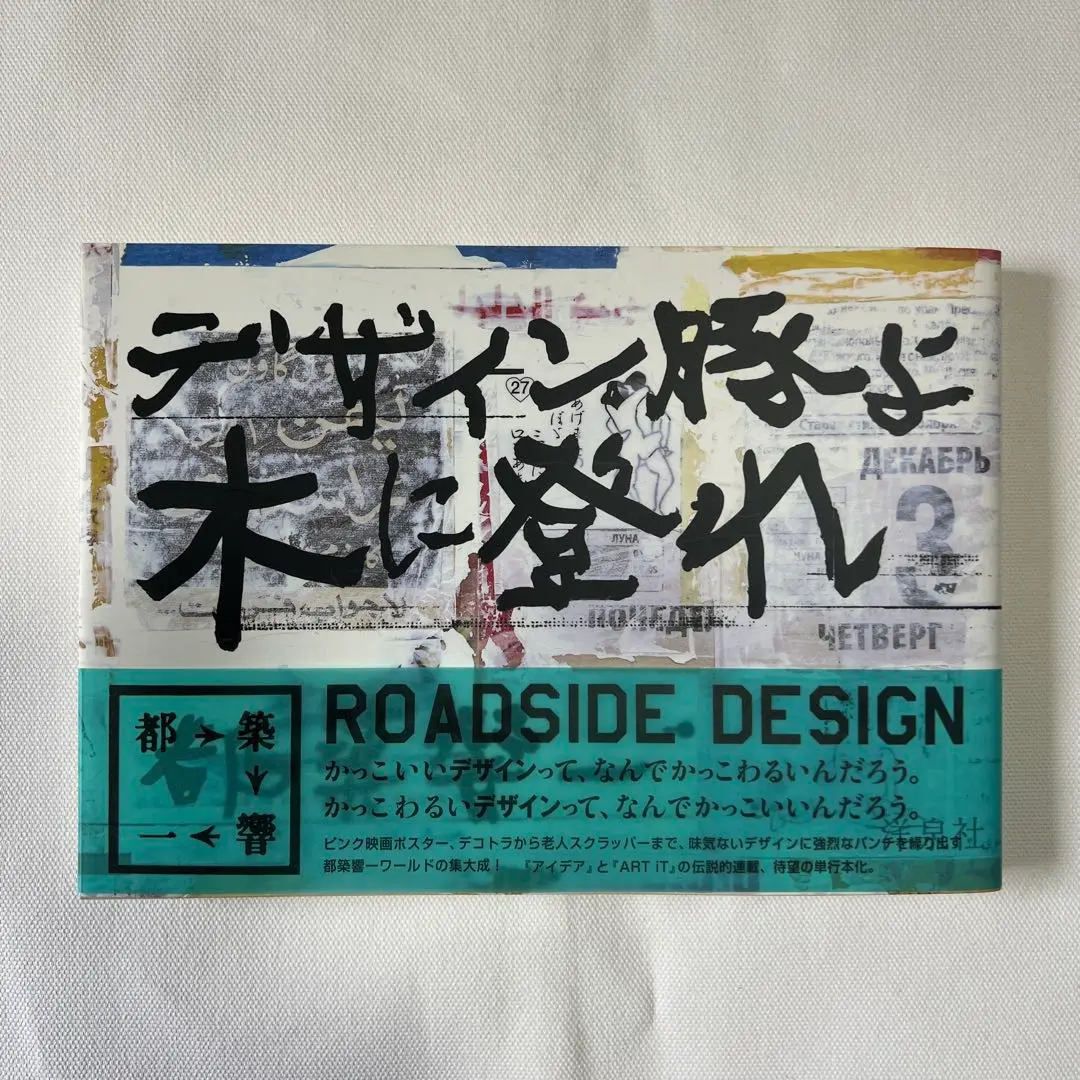 デザイン豚よ
木に登れ
27
ДЕКАБРЬ
3
ЛУНА
ПОНЕДЕЛ
ЧЕТВЕРГ
都→築
↓
一←響
ROADSIDE DESIGN
かっこいいデザインって、なんでかっこわるいんだろう。
かっこわるいデザインって、なんでかっこいいんだろう。
ピンク映画ポスター、デコトラから老人スクラッパーまで、味気ないデザインに強烈なパンチを繰り出す
都築響一ワールドの集大成! 『アイデア』と『ART iT』の伝説的連載、待望の単行本化。
洋泉社